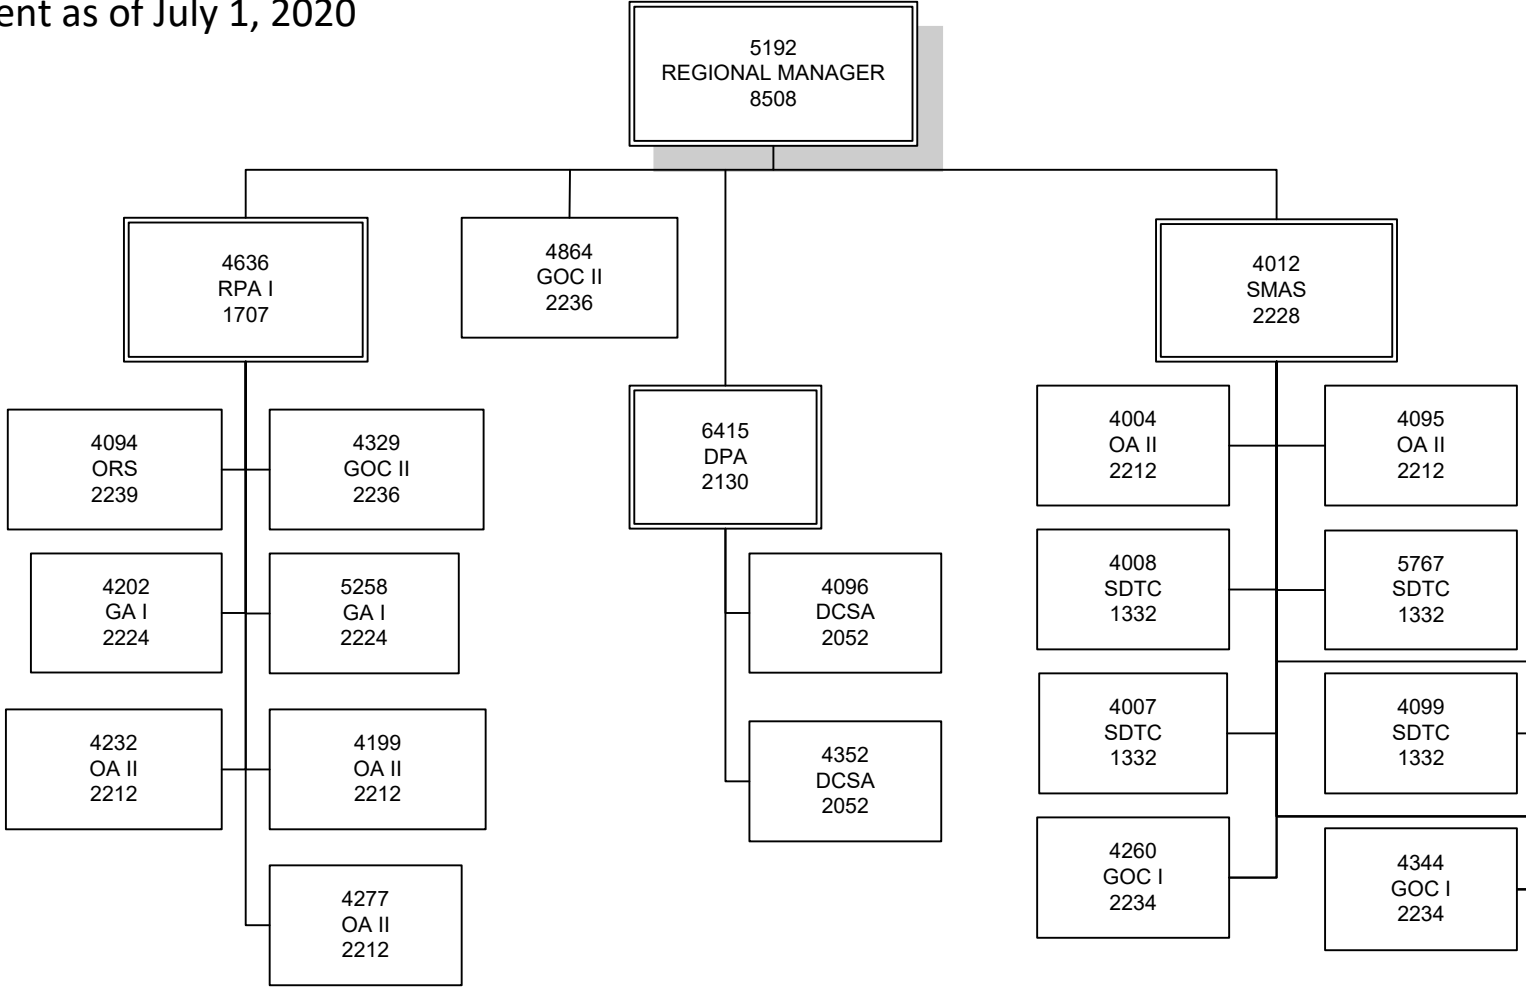 ent as of July 1, 2020
5192
REGIONAL MANAGER
8508
4636
RPA I
1707
4864
GOC II
2236
4012
SMAS
2228
4094
ORS
2239
4329
GOC II
2236
6415
DPA
2130
4004
OA II
2212
4095
OA II
2212
4202
GA I
2224
5258
GA I
2224
4096
DCSA
2052
4008
SDTC
1332
5767
SDTC
1332
4232
OA II
2212
4199
OA II
2212
4352
DCSA
2052
4007
SDTC
1332
4099
SDTC
1332
4277
OA II
2212
4260
GOC I
2234
4344
GOC I
2234